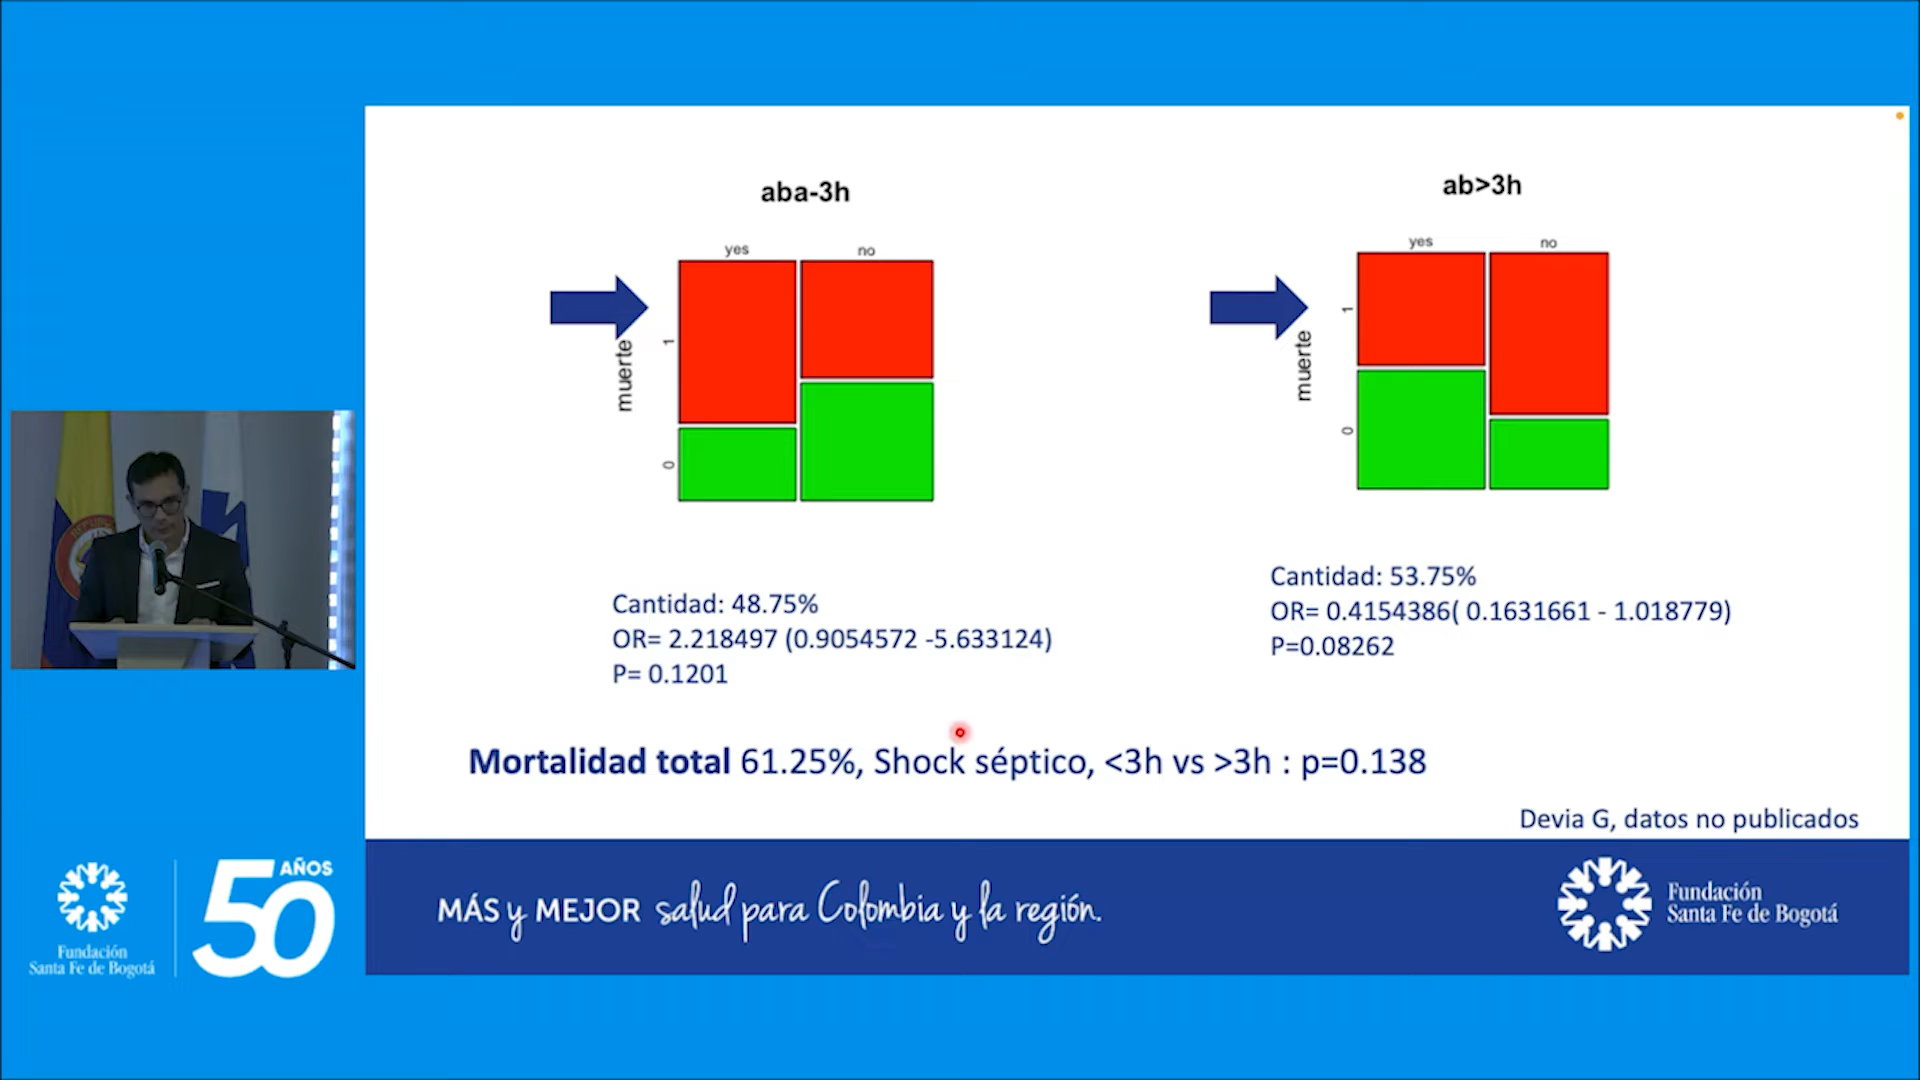 aba-3h
yes
no
muerte
1
0
Cantidad: 48.75%
OR= 2.218497 (0.9054572 -5.633124)
P= 0.1201
ab>3h
yes
no
muerte
1
0
Cantidad: 53.75%
OR= 0.4154386( 0.1631661 - 1.018779)
P=0.08262
Mortalidad total 61.25%, Shock séptico, <3h vs >3h : p=0.138
Devia G, datos no publicados
MÁS y MEJOR salud para Colombia y la región.
Fundación
Santa Fe de Bogotá
50 AÑOS
Fundación
Santa Fe de Bogotá